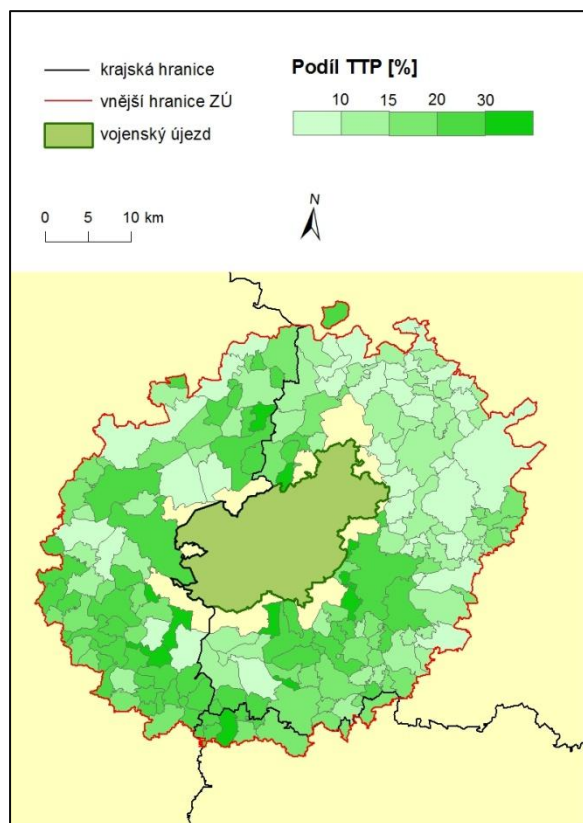 krajská hranice
vnější hranice ZÚ
vojenský újezd
Podíl TTP [%]
10 15 20 30
0 5 10 km
N